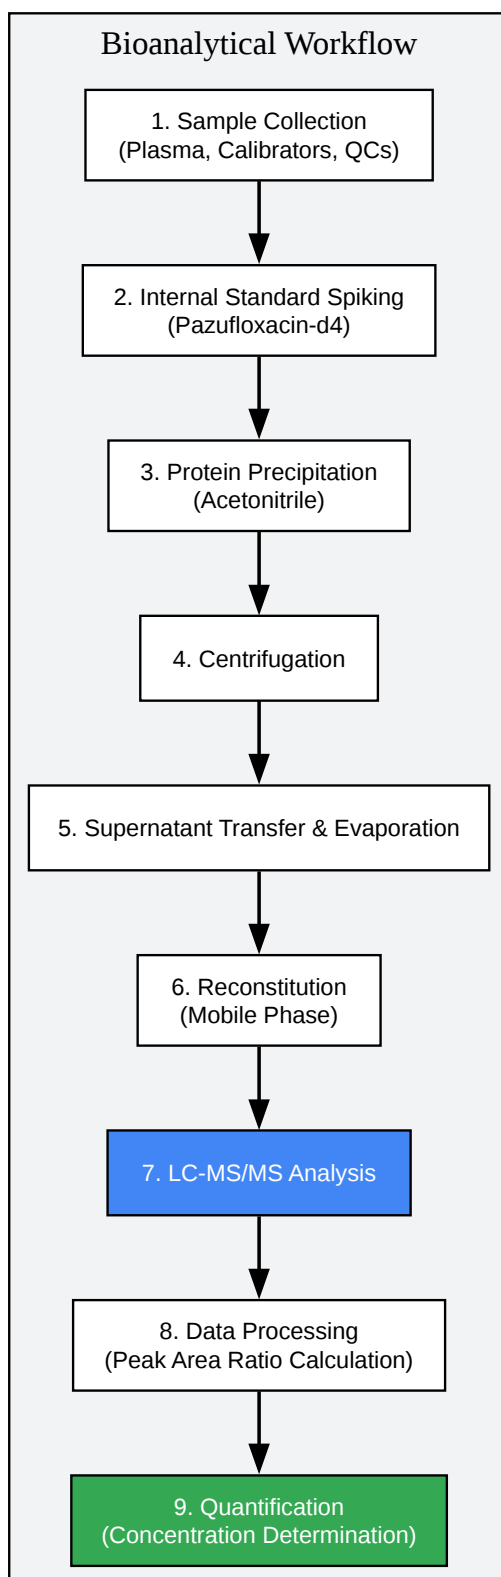 Bioanalytical Workflow
1. Sample Collection
(Plasma, Calibrators, QCs)
2. Internal Standard Spiking
(Pazufloxacin-d4)
3. Protein Precipitation
(Acetonitrile)
4. Centrifugation
5. Supernatant Transfer & Evaporation
6. Reconstitution
(Mobile Phase)
7. LC-MS/MS Analysis
8. Data Processing
(Peak Area Ratio Calculation)
9. Quantification
(Concentration Determination)